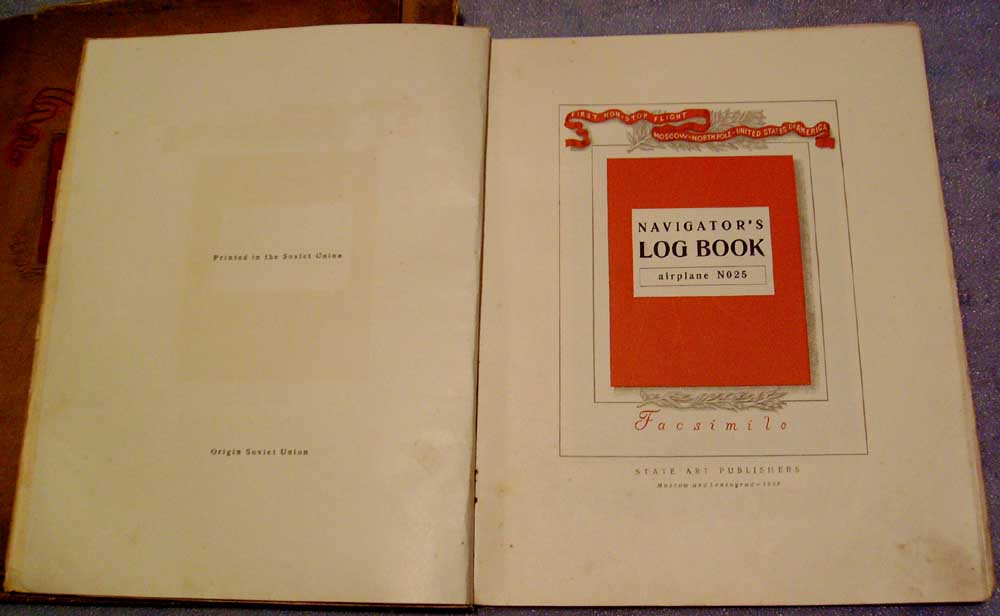 Printed in the Soviet Union
Origin Soviet Union
FIRST NON-STOP FLIGHT
MOSCOW-NORTH POLE-UNITED STATES OF AMERICA
NAVIGATOR'S
LOG BOOK
airplane N025
Facsimile
STATE ART PUBLISHERS
Moscow and Leningrad